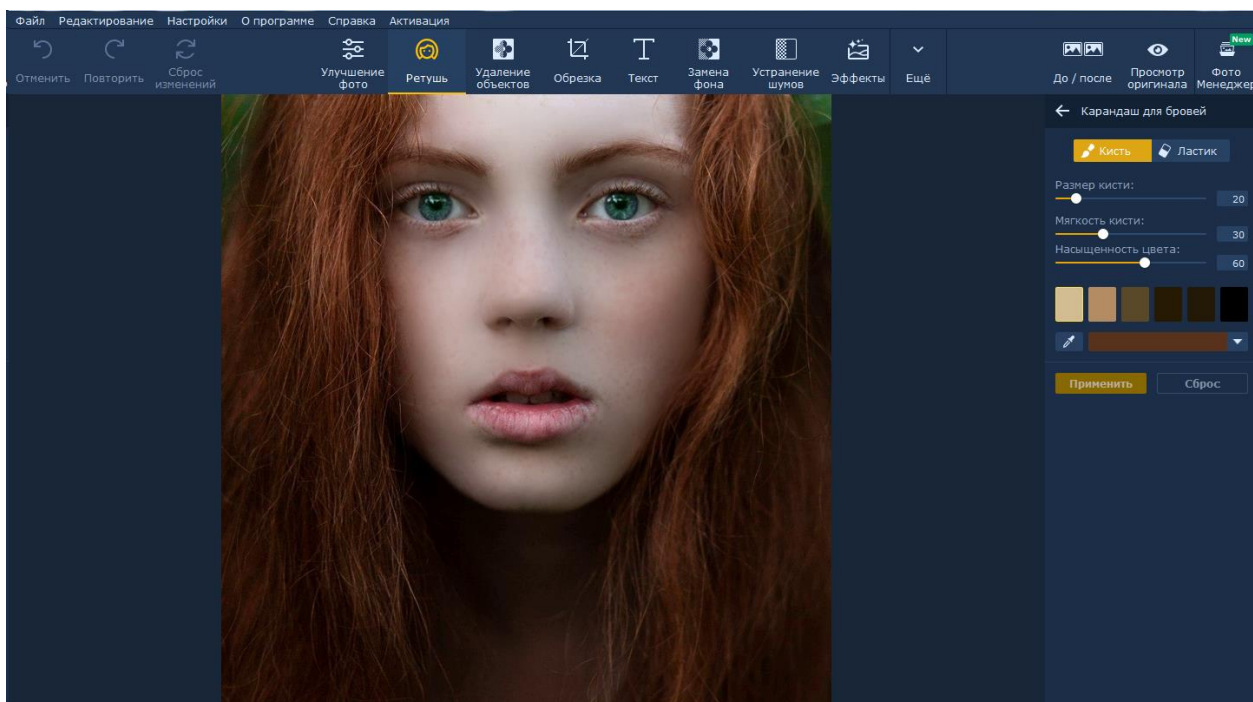 Файл Редактирование Настройки О программе Справка Активация
Отменить
Повторить
Сброс
изменений
Улучшение
фото
Ретушь
Удаление
объектов
Обрезка
Текст
Замена
фона
Устранение
шумов
Эффекты
Ещё
До / после
Просмотр
оригинала
New
Фото
Менеджер
Карандаш для бровей
Кисть
Ластик
Размер кисти:
20
Мягкость кисти:
30
Насыщенность цвета:
60
Применить
Сброс